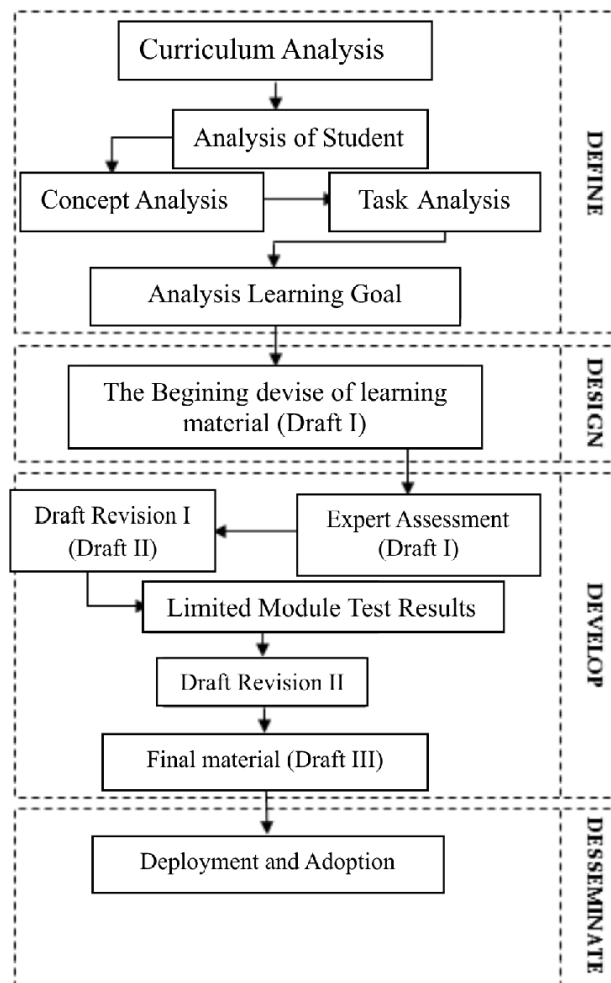 Curriculum Analysis
Analysis of Student
Concept Analysis
Task Analysis
Analysis Learning Goal
DEFINE
The Begining devise of learning
material (Draft I)
DESIGN
Draft Revision I
(Draft II)
Expert Assessment
(Draft I)
Limited Module Test Results
Draft Revision II
Final material (Draft III)
DEVELOP
Deployment and Adoption
DESSEMINATE